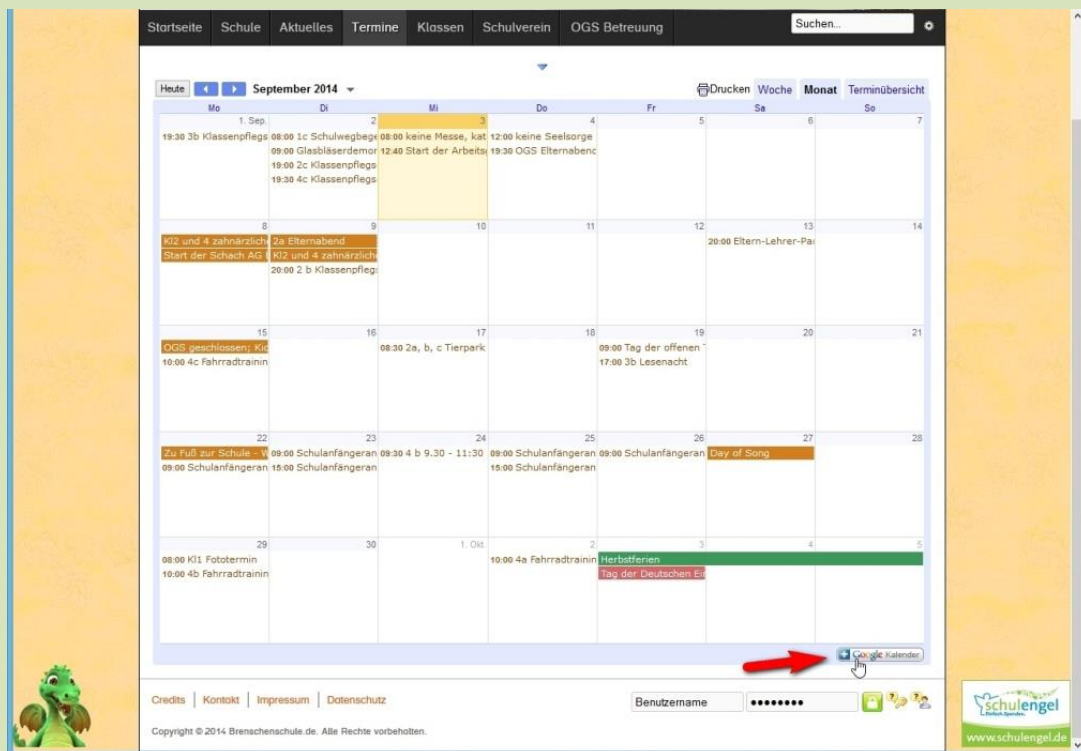 Startseite Schule Aktuelles Termine Klassen Schulverein OGS Betreuung Suchen...
Heute September 2014 Drucken Woche Monat Terminübersicht
Mo Di Mi Do Fr Sa So
1. Sep. 2 3 4 5 6 7
19:30 3b Klassenpflegs 08:00 1c Schulwegbege 08:00 keine Messe, kat 12:00 keine Seelsorge
09:00 Glasbläserdemor 12:40 Start der Arbeits 19:30 OGS Elternabend
19:00 2c Klassenpflegs
19:30 4c Klassenpflegs
8 9 10 11 12 13 14
Kl2 und 4 zahnärzliche 2a Elternabend 20:00 Eltern-Lehrer-Pa
Start der Schach AG Kl2 und 4 zahnärzliche
20:00 2 b Klassenpfleg
15 16 17 18 19 20 21
OGS geschlossen; Kic 08:30 2a, b, c Tierpark 09:00 Tag der offenen T
10:00 4c Fahrradtrainin 17:00 3b Lesenacht
22 23 24 25 26 27 28
Zu Fuß zur Schule - W 09:00 Schulanfängeran 09:30 4 b 9.30 - 11:30 09:00 Schulanfängeran 09:00 Schulanfängeran Day of Song
09:00 Schulanfängeran 15:00 Schulanfängeran 15:00 Schulanfängeran
29 30 1. Okt. 2 3 4 5
08:00 Kl1 Fototermin 10:00 4a Fahrradtrainin Herbstferien
10:00 4b Fahrradtrainin Tag der Deutschen Ei
Google Kalender
Credits | Kontakt | Impressum | Datenschutz Benutzername
Copyright © 2014 Brenschenschule.de. Alle Rechte vorbehalten.
schulengel
Einfach.Spenden.
www.schulengel.de